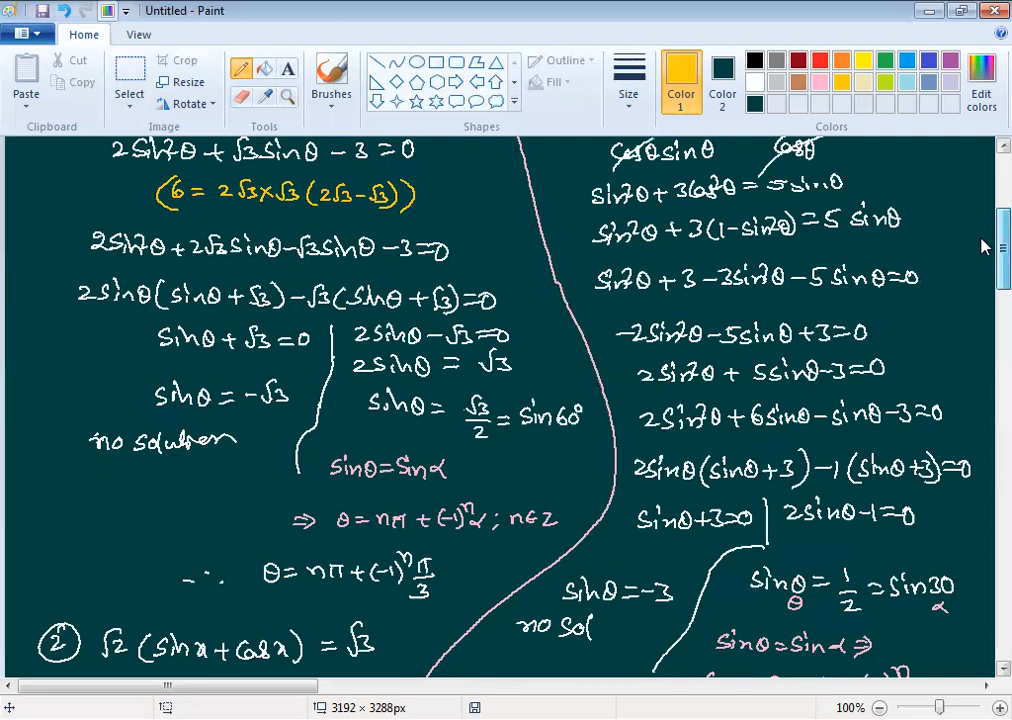 Untitled - Paint
Home
View
Paste
Cut
Copy
Clipboard
Select
Crop
Resize
Rotate
Image
Tools
Brushes
Shapes
Outline
Fill
Size
Color 1
Color 2
Edit colors
Colors
2sin²θ + √3sinθ - 3 = 0
(6 = 2√3×√3(2√3-√3))
2sin²θ + 2√3sinθ - √3sinθ - 3 = 0
2sinθ(sinθ + √3) - √3(sinθ + √3) = 0
sinθ + √3 = 0
sinθ = -√3
no solution
2sinθ - √3 = 0
2sinθ = √3
sinθ = √3/2 = sin60°
sinθ = sinα
⇒ θ = nπ + (-1)ⁿα ; n∈Z
∴ θ = nπ + (-1)ⁿ π/3
② √2 (sinx + cosx) = √3
cosθ sinθ cosθ
sin²θ + 3cos²θ = 5sinθ
sin²θ + 3(1-sin²θ) = 5 sinθ
sin²θ + 3 - 3sin²θ - 5 sinθ = 0
-2sin²θ - 5sinθ + 3 = 0
2sin²θ + 5sinθ - 3 = 0
2sin²θ + 6sinθ - sinθ - 3 = 0
2sinθ(sinθ + 3) - 1(sinθ + 3) = 0
sinθ + 3 = 0
sinθ = -3
no sol
2sinθ - 1 = 0
sinθ = 1/2 = sin30
θ α
sinθ = sinα ⇒
3192 × 3288px
100%